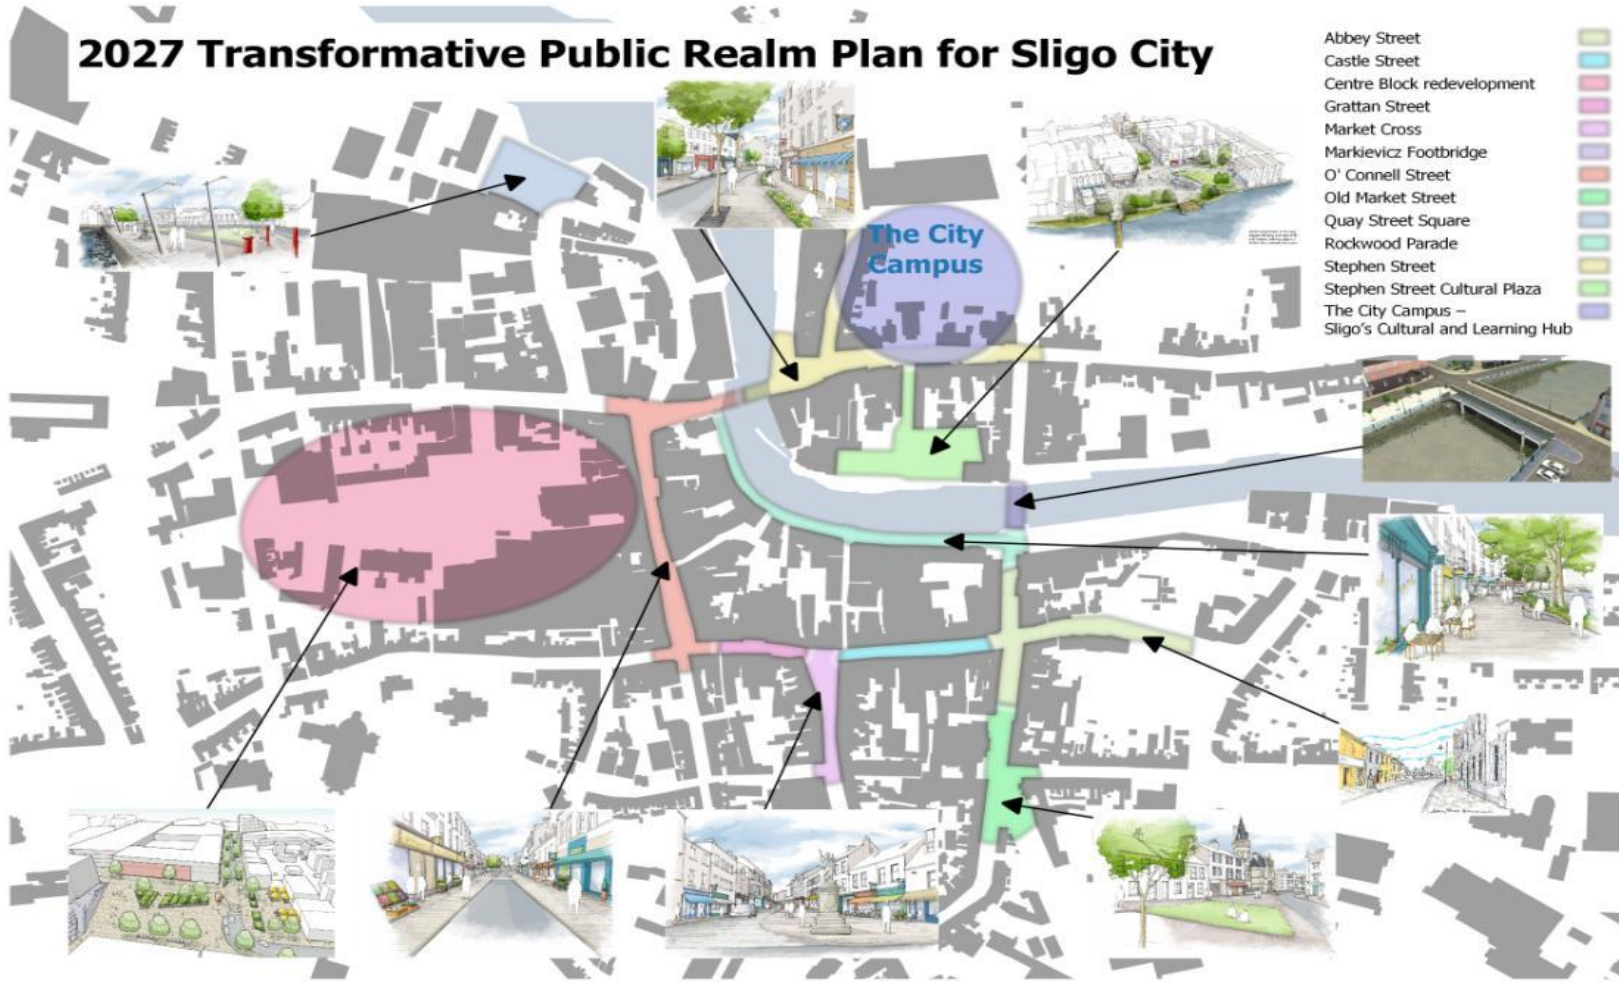 2027 Transformative Public Realm Plan for Sligo City
Abbey Street
Castle Street
Centre Block redevelopment
Grattan Street
Market Cross
Markievicz Footbridge
O' Connell Street
Old Market Street
Quay Street Square
Rockwood Parade
Stephen Street
Stephen Street Cultural Plaza
The City Campus –
Sligo's Cultural and Learning Hub
The City
Campus